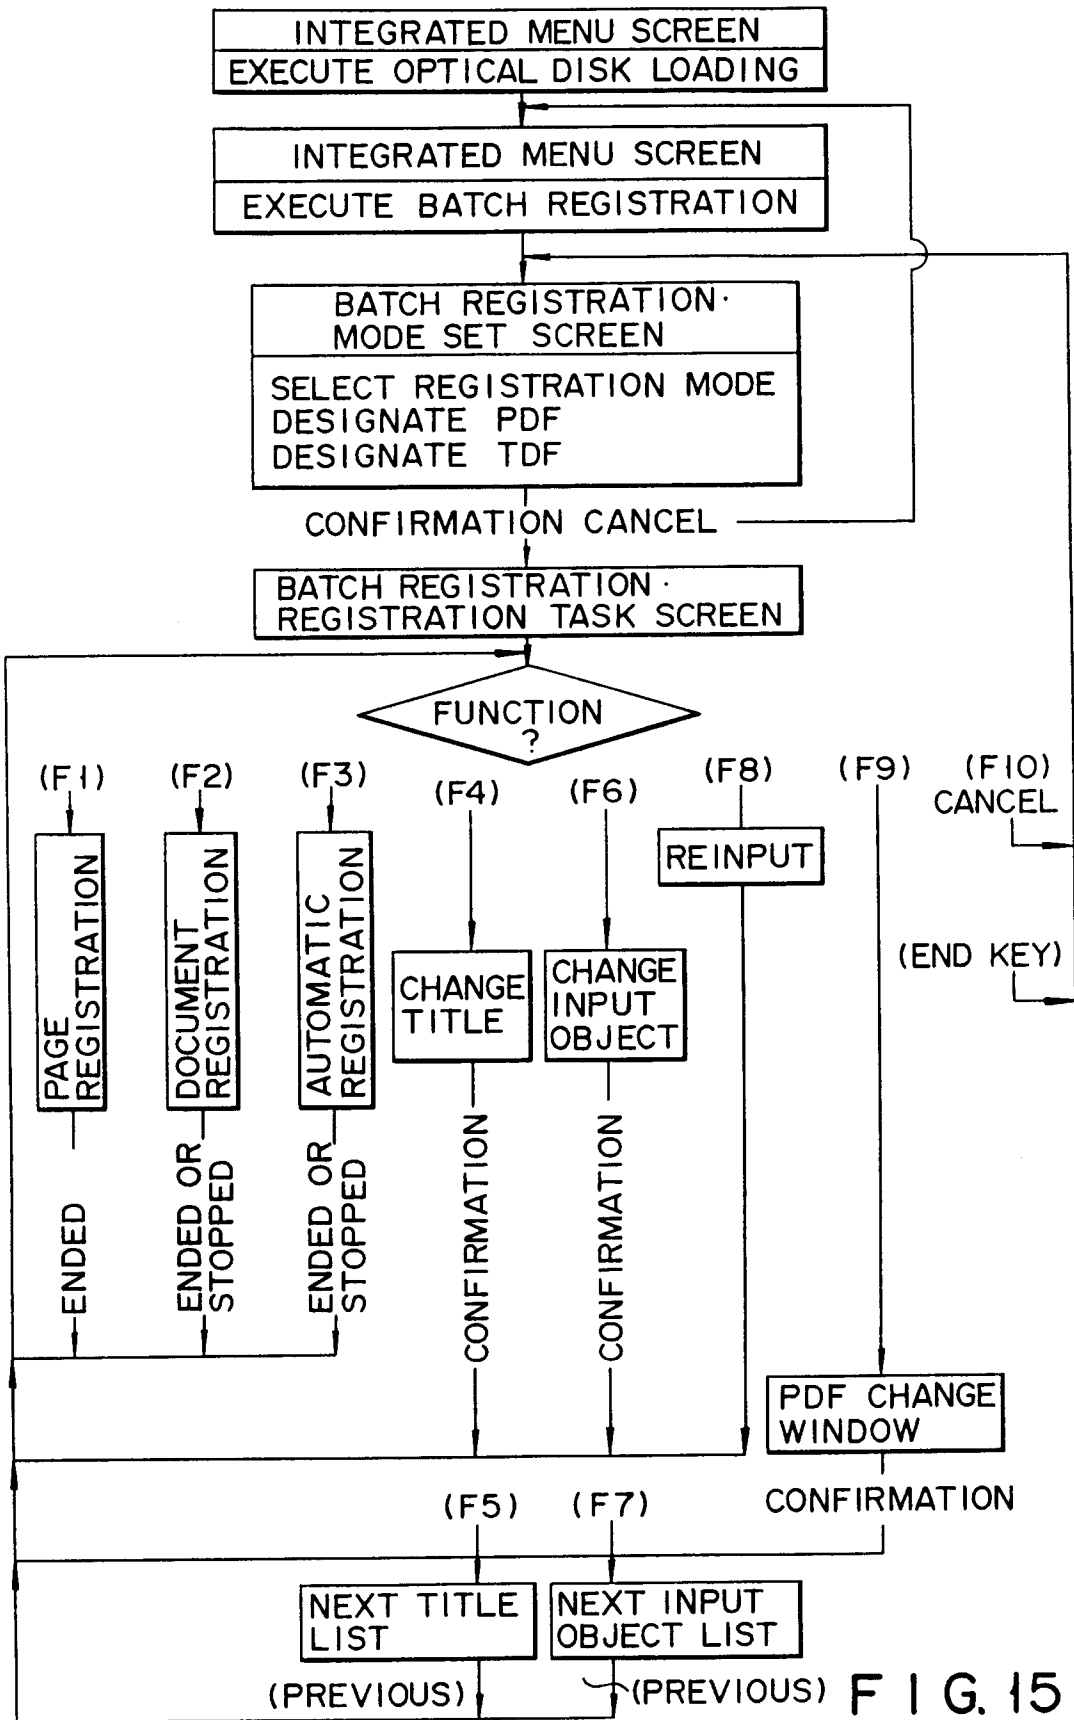 INTEGRATED MENU SCREEN
EXECUTE OPTICAL DISK LOADING
INTEGRATED MENU SCREEN
EXECUTE BATCH REGISTRATION
BATCH REGISTRATION·
MODE SET SCREEN
SELECT REGISTRATION MODE
DESIGNATE PDF
DESIGNATE TDF
CONFIRMATION CANCEL
BATCH REGISTRATION·
REGISTRATION TASK SCREEN
FUNCTION
?
(F1)
(F2)
(F3)
(F4)
(F6)
(F8)
(F9)
(F10)
CANCEL
PAGE
REGISTRATION
DOCUMENT
REGISTRATION
AUTOMATIC
REGISTRATION
CHANGE
TITLE
CHANGE
INPUT
OBJECT
REINPUT
(END KEY)
ENDED
ENDED OR
STOPPED
ENDED OR
STOPPED
CONFIRMATION
CONFIRMATION
PDF CHANGE
WINDOW
CONFIRMATION
(F5)
(F7)
NEXT TITLE
LIST
NEXT INPUT
OBJECT LIST
(PREVIOUS)
(PREVIOUS)
FIG. 15